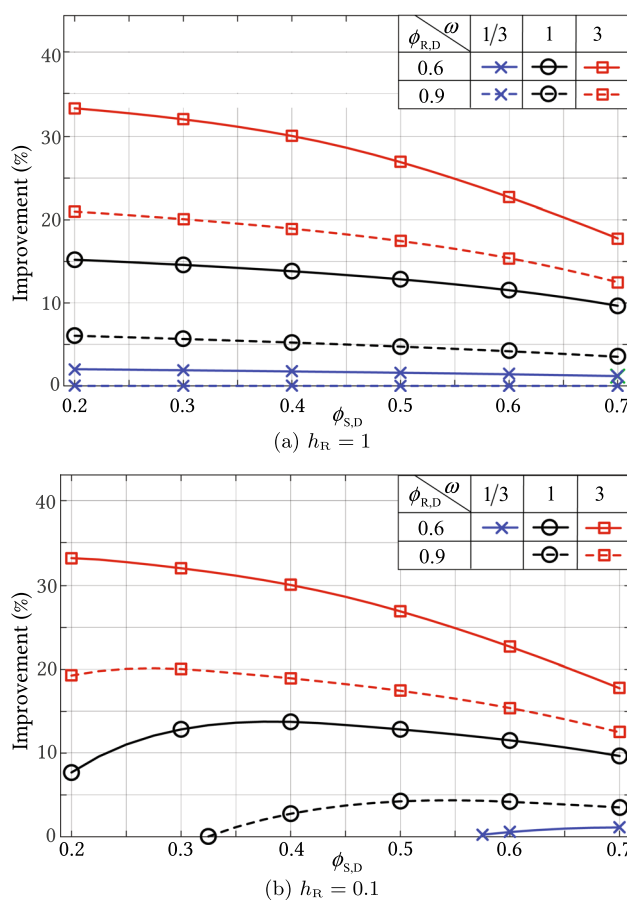 40
30
20
10
0
Improvement (%)
ϕR,D ω 1/3 1 3
0.6
0.9
0.2 0.3 0.4 0.5 0.6 0.7
ϕS,D
(a) hR = 1
40
30
20
10
0
Improvement (%)
ϕR,D ω 1/3 1 3
0.6
0.9
0.2 0.3 0.4 0.5 0.6 0.7
ϕS,D
(b) hR = 0.1